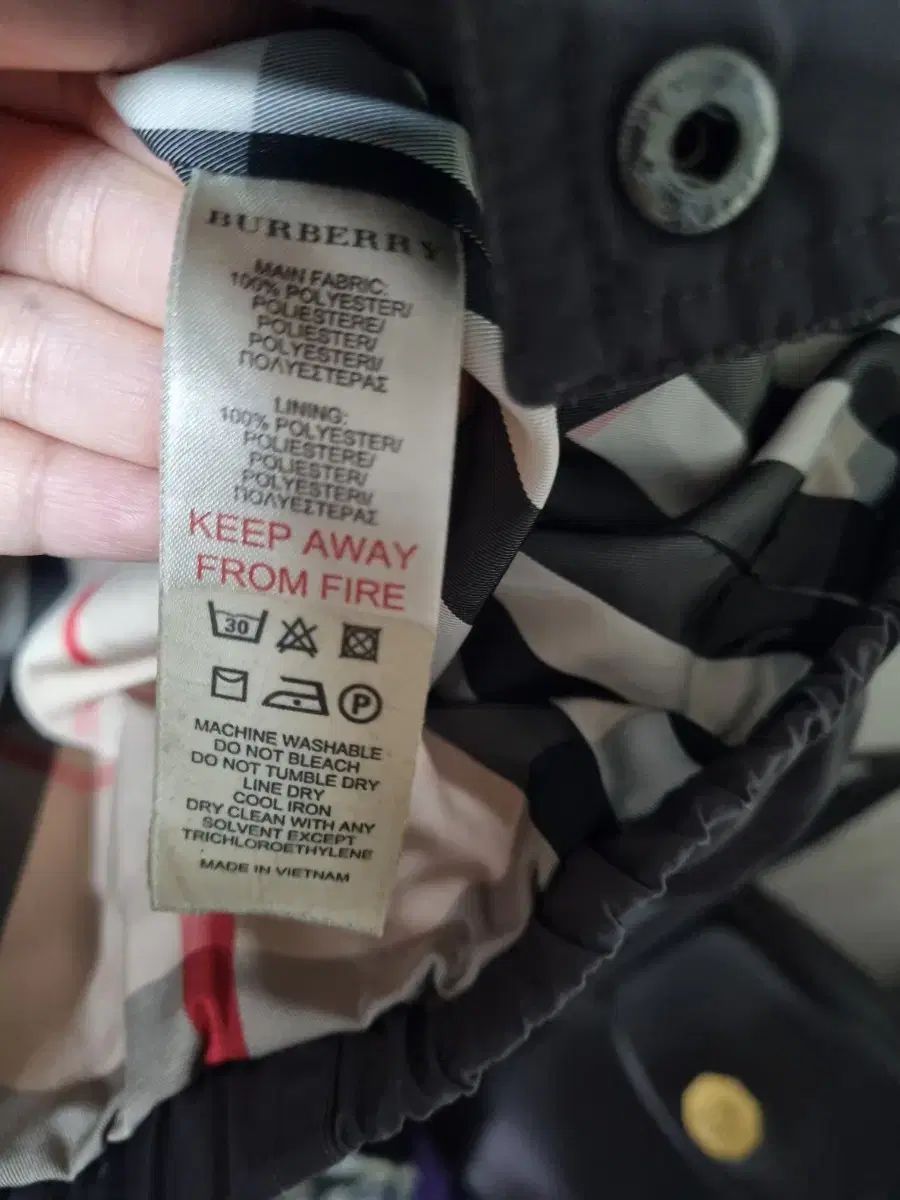 BURBERRY
MAIN FABRIC:
100% POLYESTER/
POLIESTERE/
POLIESTER/
POLYESTERI/
ΠΟΛΥΕΣΤΕΡΑΣ
LINING:
100% POLYESTER/
POLIESTERE/
POLIESTER/
POLYESTERI/
ΠΟΛΥΕΣΤΕΡΑΣ
KEEP AWAY
FROM FIRE
30
P
MACHINE WASHABLE
DO NOT BLEACH
DO NOT TUMBLE DRY
LINE DRY
COOL IRON
DRY CLEAN WITH ANY
SOLVENT EXCEPT
TRICHLOROETHYLENE
MADE IN VIETNAM